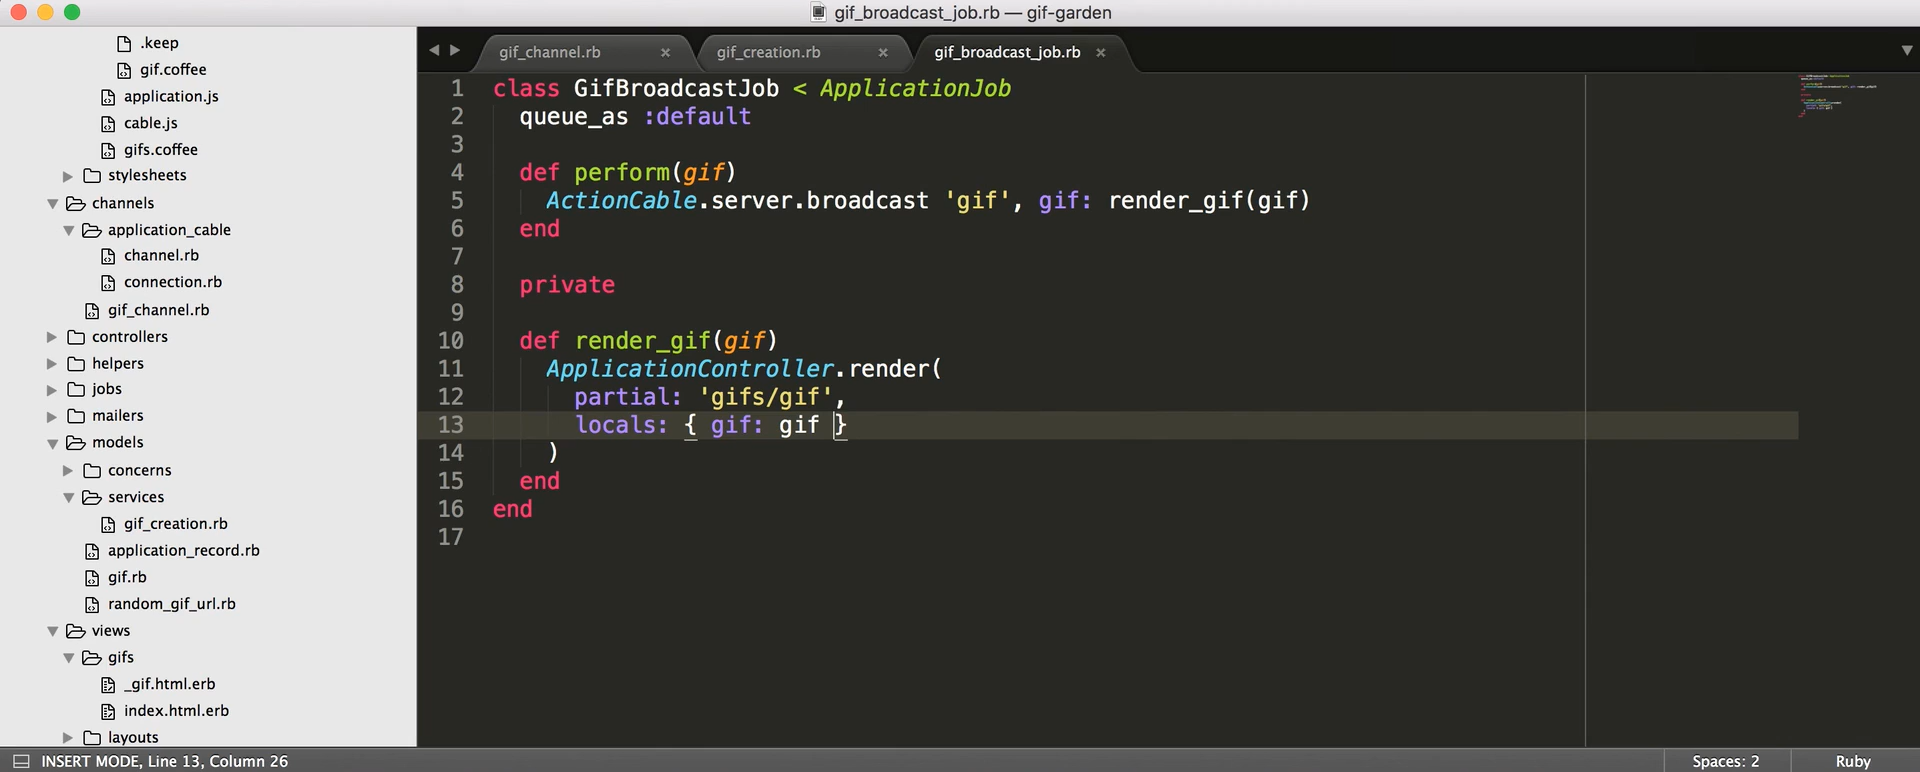 gif_broadcast_job.rb — gif-garden
.keep
gif.coffee
application.js
cable.js
gifs.coffee
stylesheets
channels
application_cable
channel.rb
connection.rb
gif_channel.rb
controllers
helpers
jobs
mailers
models
concerns
services
gif_creation.rb
application_record.rb
gif.rb
random_gif_url.rb
views
gifs
_gif.html.erb
index.html.erb
layouts
gif_channel.rb × gif_creation.rb × gif_broadcast_job.rb ×
1 class GifBroadcastJob < ApplicationJob
2   queue_as :default
3
4   def perform(gif)
5     ActionCable.server.broadcast 'gif', gif: render_gif(gif)
6   end
7
8   private
9
10   def render_gif(gif)
11     ApplicationController.render(
12       partial: 'gifs/gif',
13       locals: { gif: gif }
14     )
15   end
16 end
17
INSERT MODE, Line 13, Column 26
Spaces: 2
Ruby